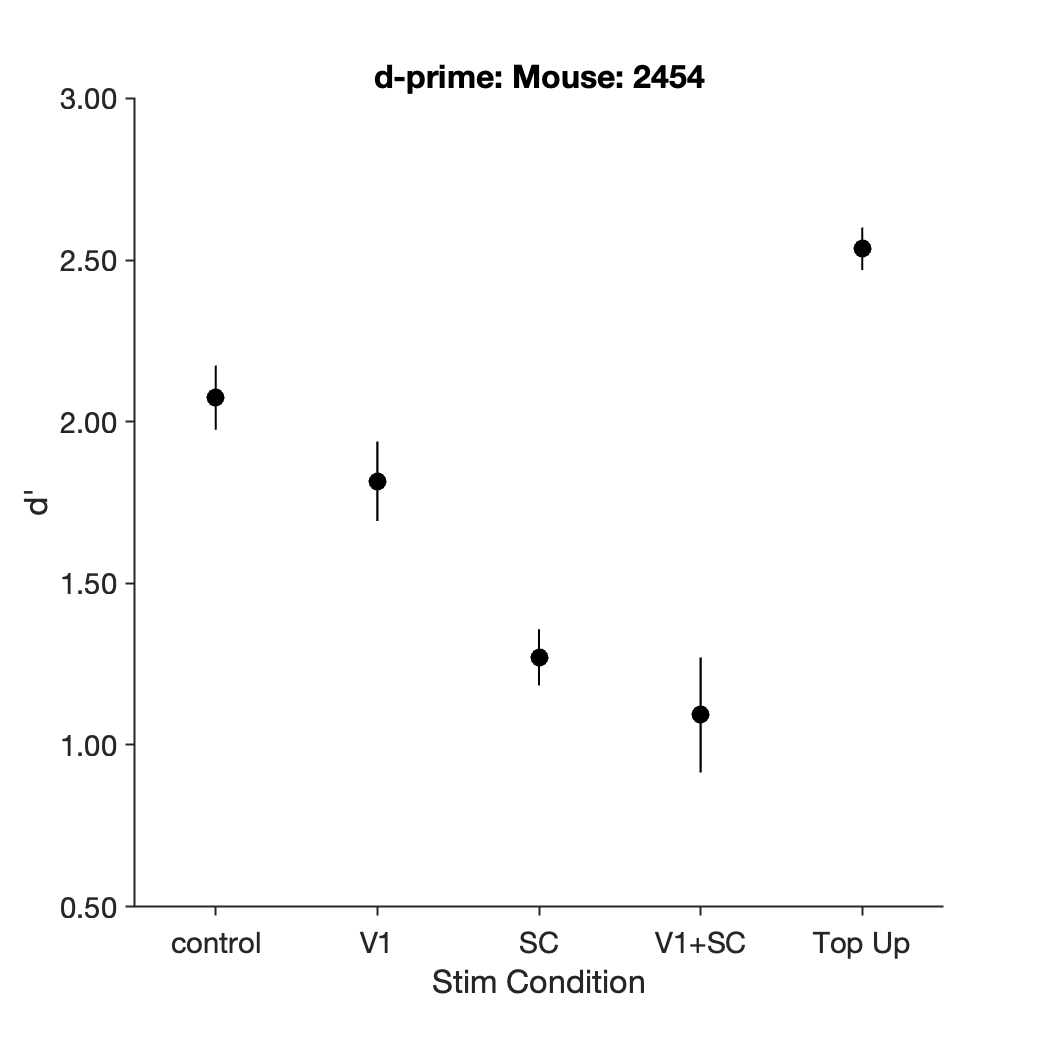 d-prime: Mouse: 2454
3.00
2.50
2.00
1.50
1.00
0.50
d'
control V1 SC V1+SC Top Up
Stim Condition